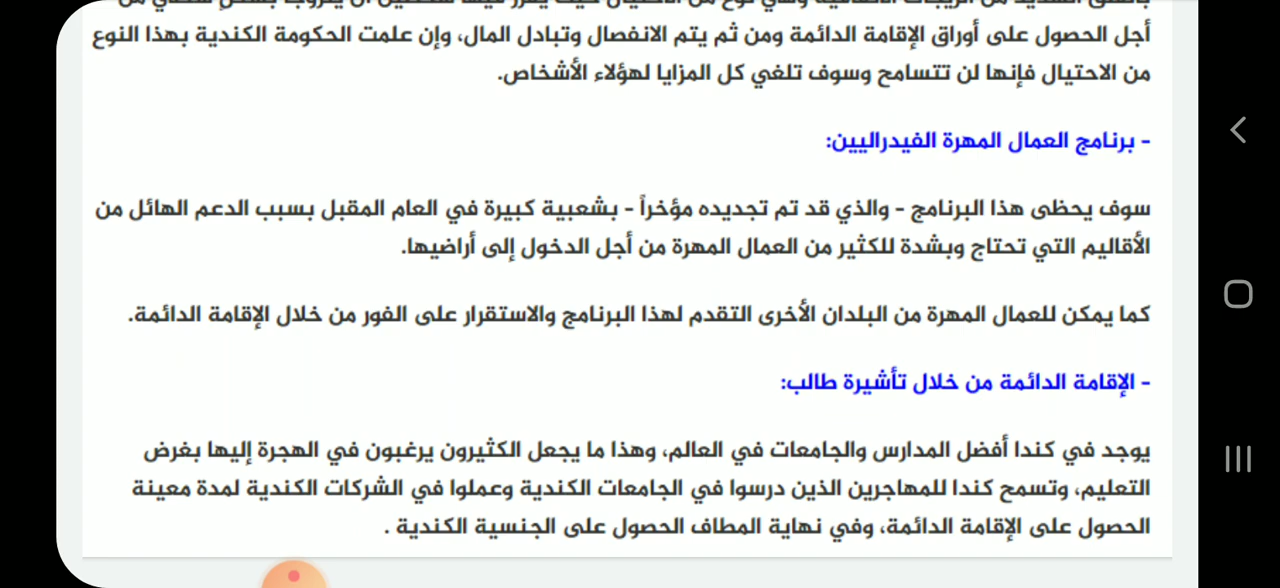 أجل الحصول على أوراق الإقامة الدائمة ومن ثم يتم الانفصال وتبادل المال، وإن علمت الحكومة الكندية بهذا النوع
من الاحتيال فإنها لن تتسامح وسوف تلغي كل المزايا لهؤلاء الأشخاص.
- برنامج العمال المهرة الفيدراليين:
سوف يحظى هذا البرنامج - والذي قد تم تجديده مؤخراً - بشعبية كبيرة في العام المقبل بسبب الدعم الهائل من
الأقاليم التي تحتاج وبشدة للكثير من العمال المهرة من أجل الدخول إلى أراضيها.
كما يمكن للعمال المهرة من البلدان الأخرى التقدم لهذا البرنامج والاستقرار على الفور من خلال الإقامة الدائمة.
- الإقامة الدائمة من خلال تأشيرة طالب:
يوجد في كندا أفضل المدارس والجامعات في العالم، وهذا ما يجعل الكثيرون يرغبون في الهجرة إليها بغرض
التعليم، وتسمح كندا للمهاجرين الذين درسوا في الجامعات الكندية وعملوا في الشركات الكندية لمدة معينة
الحصول على الإقامة الدائمة، وفي نهاية المطاف الحصول على الجنسية الكندية .